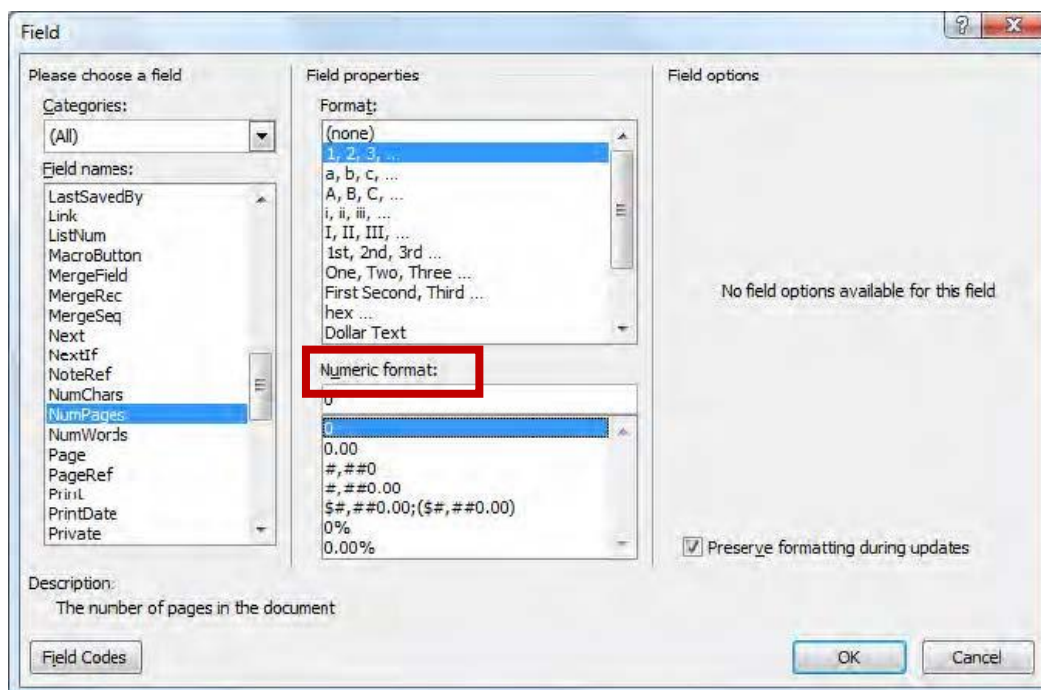 Field
Please choose a field
Categories:
(All)
Field names:
LastSavedBy
Link
ListNum
MacroButton
MergeField
MergeRec
MergeSeq
Next
NextIf
NoteRef
NumChars
NumPages
NumWords
Page
PageRef
Print
PrintDate
Private
Field properties
Format:
(none)
1, 2, 3, ...
a, b, c, ...
A, B, C, ...
i, ii, iii, ...
I, II, III, ...
1st, 2nd, 3rd ...
One, Two, Three ...
First Second, Third ...
hex ...
Dollar Text
Numeric format:
0
0
0.00
#,##0
#,##0.00
$#,##0.00;($#,##0.00)
0%
0.00%
Field options
No field options available for this field
Preserve formatting during updates
Description:
The number of pages in the document
Field Codes
OK
Cancel